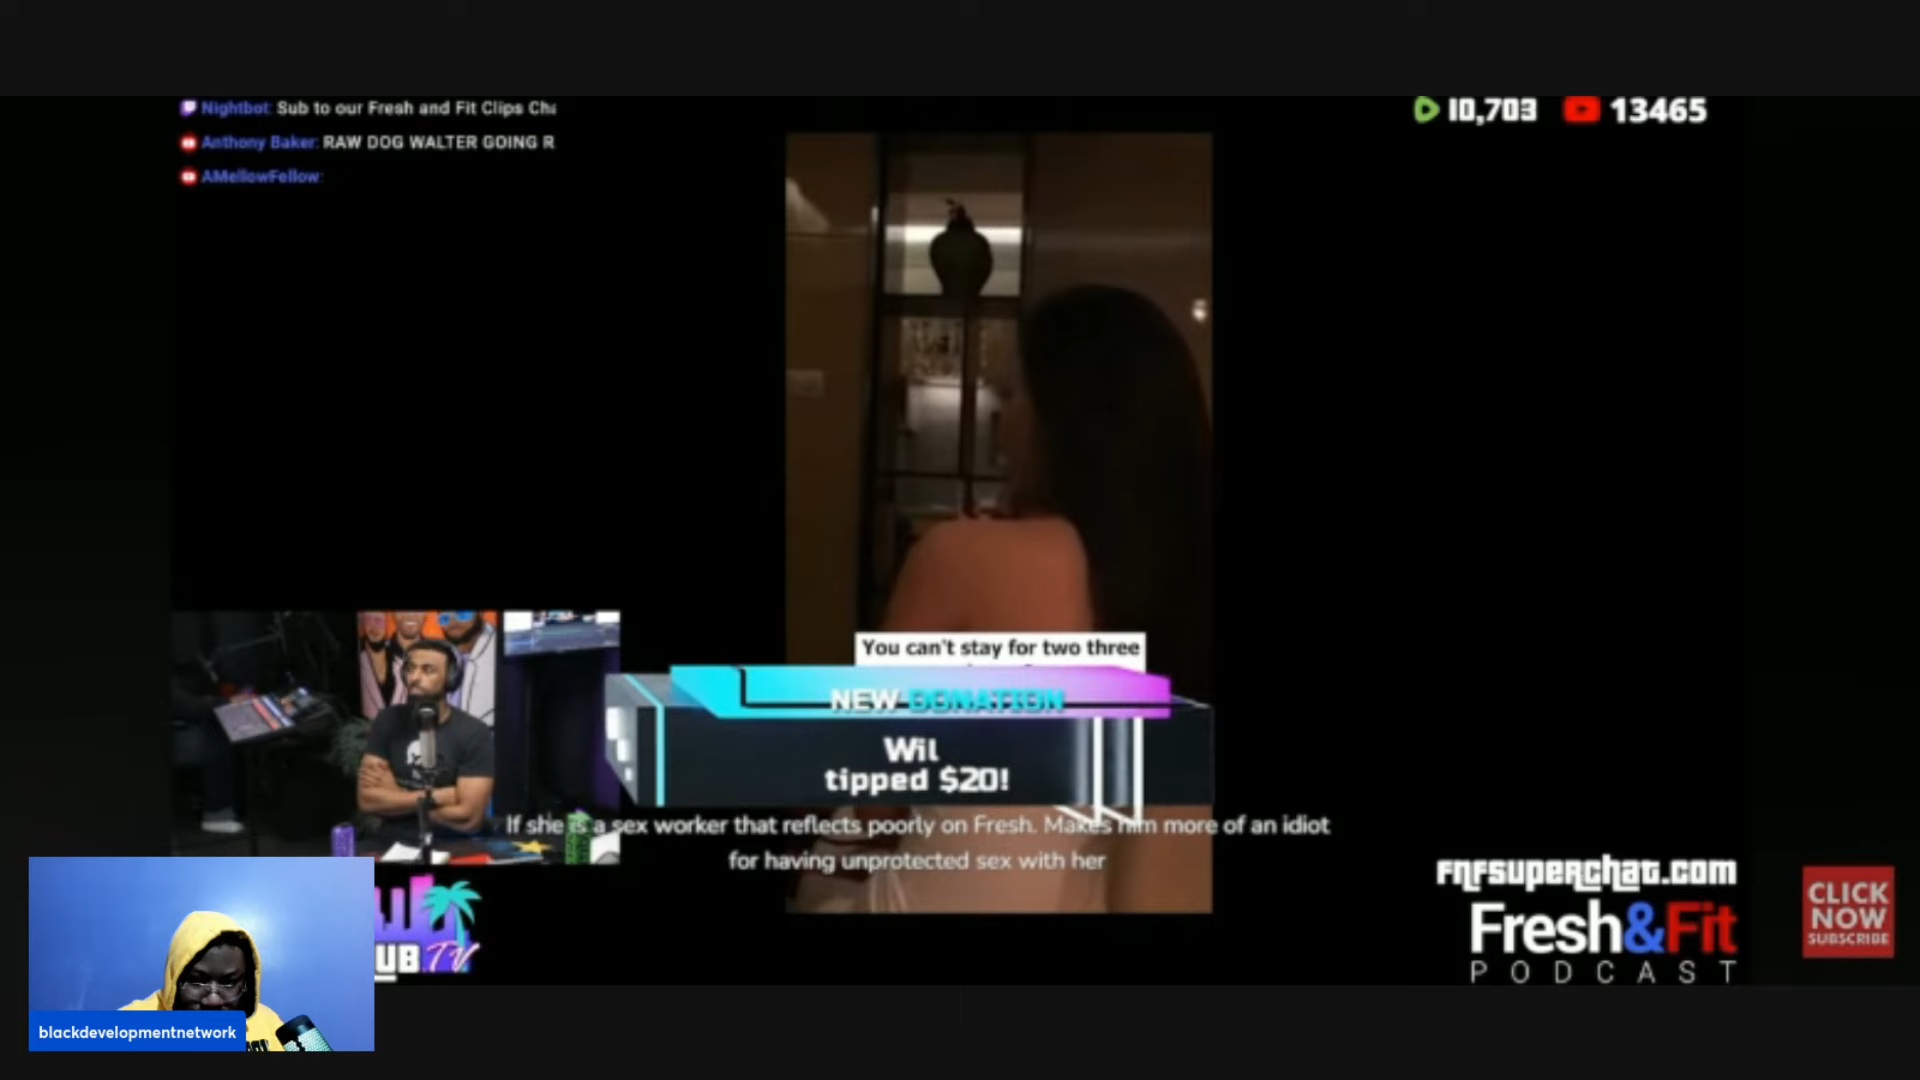 Nightbot: Sub to our Fresh and Fit Clips Cha
Anthony Baker: RAW DOG WALTER GOING R
AMellowFellow:
10,703 13465
You can't stay for two three
NEW DONATION
Wil
tipped $20!
If she is a sex worker that reflects poorly on Fresh. Makes him more of an idiot
for having unprotected sex with her
fnfsuperchat.com
Fresh&Fit
PODCAST
CLICK
NOW
SUBSCRIBE
UB TV
blackdevelopmentnetwork